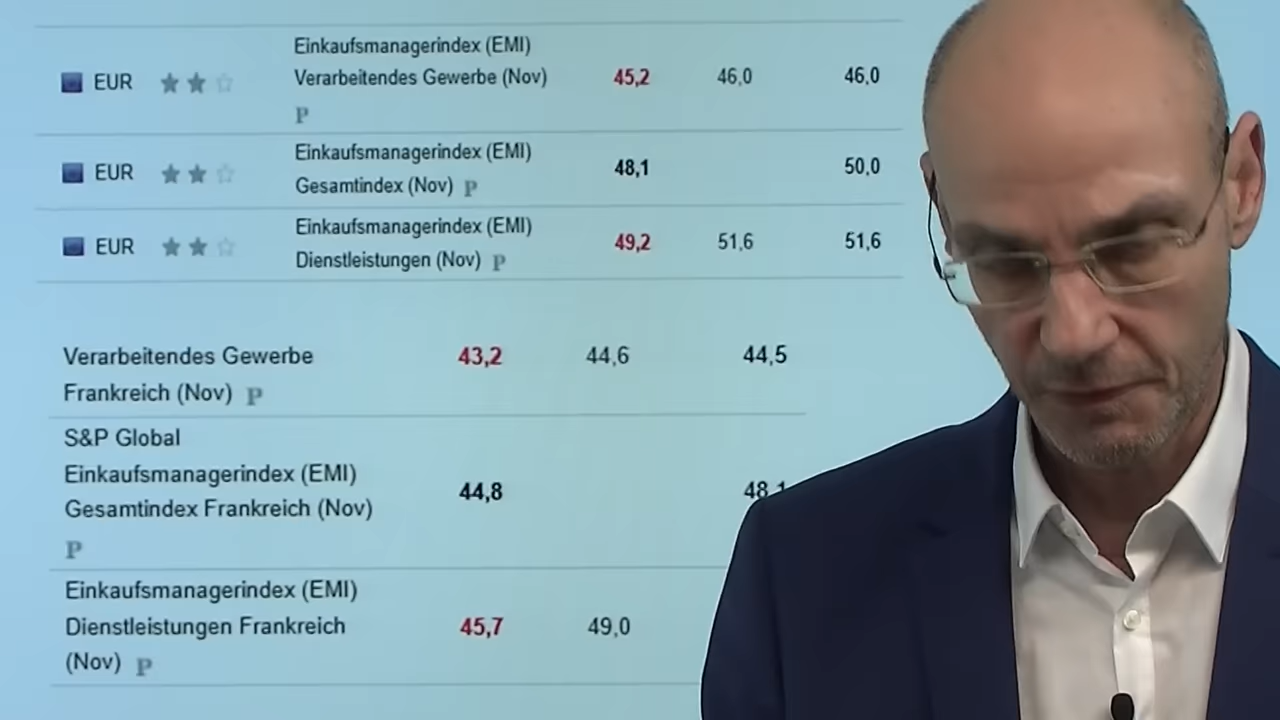 Einkaufsmanagerindex (EMI)
EUR Verarbeitendes Gewerbe (Nov) 45,2 46,0 46,0
P
EUR Einkaufsmanagerindex (EMI) 48,1 50,0
Gesamtindex (Nov) P
EUR Einkaufsmanagerindex (EMI) 49,2 51,6 51,6
Dienstleistungen (Nov) P
Verarbeitendes Gewerbe 43,2 44,6 44,5
Frankreich (Nov) P
S&P Global
Einkaufsmanagerindex (EMI) 44,8 48,1
Gesamtindex Frankreich (Nov)
P
Einkaufsmanagerindex (EMI)
Dienstleistungen Frankreich 45,7 49,0
(Nov) P